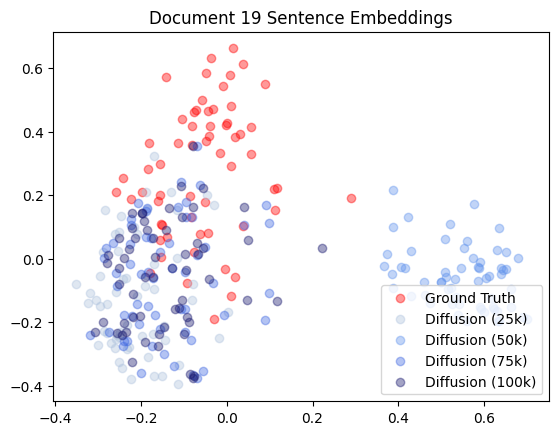 Document 19 Sentence Embeddings
0.6
0.4
0.2
0.0
−0.2
−0.4
Ground Truth
Diffusion (25k)
Diffusion (50k)
Diffusion (75k)
Diffusion (100k)
−0.4 −0.2 0.0 0.2 0.4 0.6